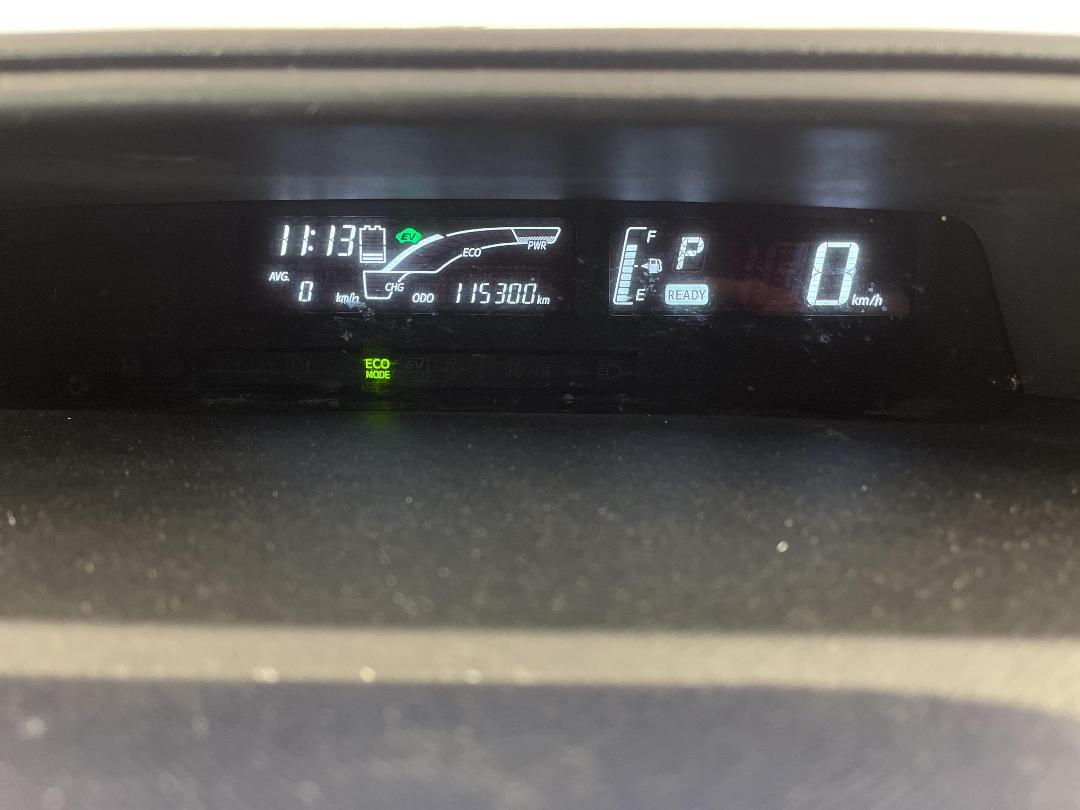 11:13 EV
ECO PWR
AVG. CHG
0 km/h ODO 115300 km
F
P
E READY
0 km/h
ECO
MODE